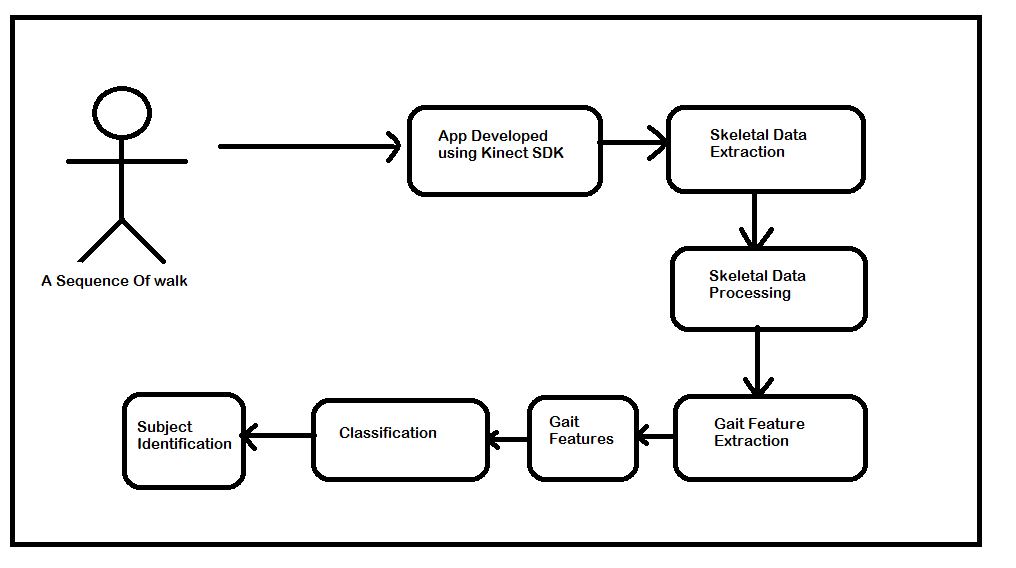 App Developed
using Kinect SDK
Skeletal Data
Extraction
A Sequence Of walk
Skeletal Data
Processing
Gait Feature
Extraction
Gait
Features
Classification
Subject
Identification